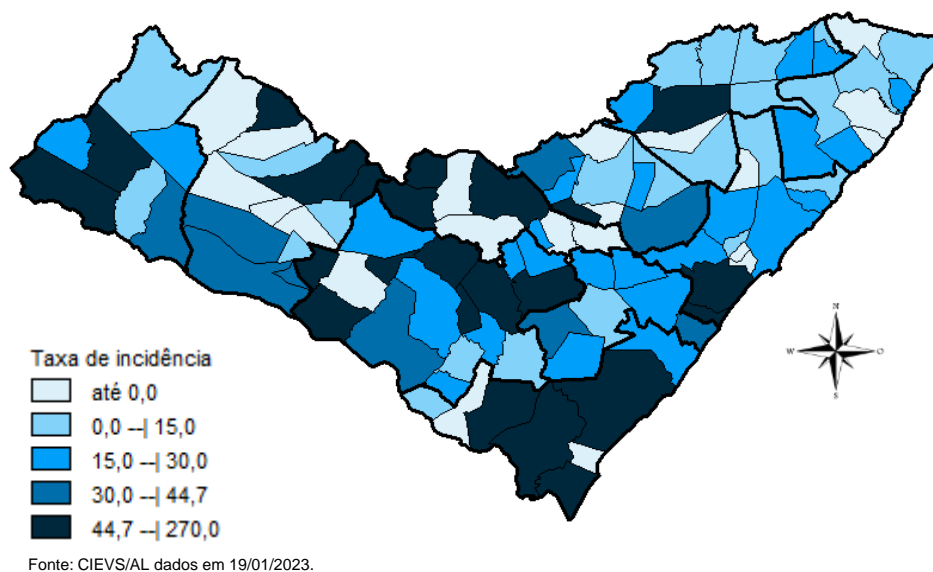 N
W
O
S
Taxa de incidência
até 0,0
0,0 --| 15,0
15,0 --| 30,0
30,0 --| 44,7
44,7 --| 270,0
Fonte: CIEVS/AL dados em 19/01/2023.